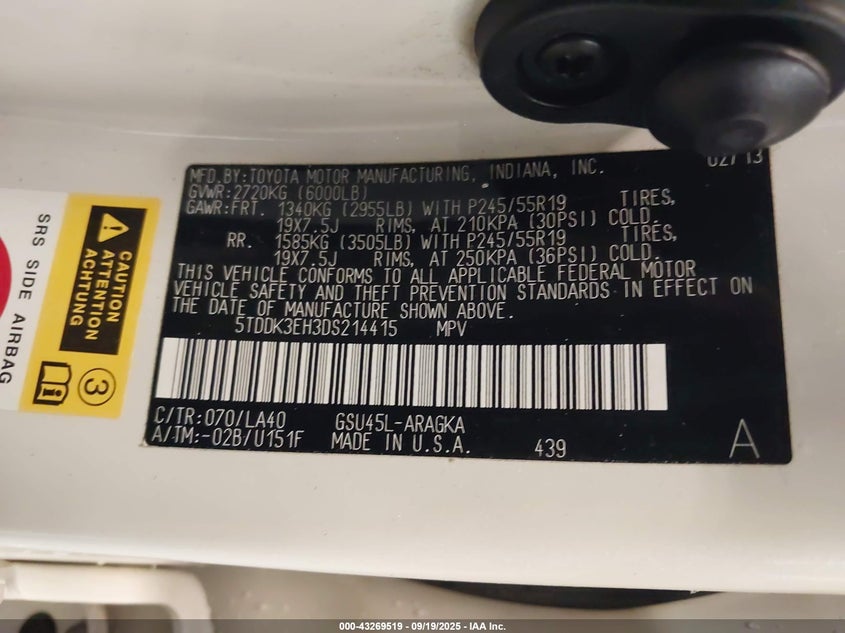 02/13
MFD.BY:TOYOTA MOTOR MANUFACTURING, INDIANA, INC.
GVWR:2720KG (6000LB)
GAWR:FRT. 1340KG (2955LB) WITH P245/55R19 TIRES,
19X7.5J RIMS, AT 210KPA (30PSI) COLD.
RR. 1585KG (3505LB) WITH P245/55R19 TIRES,
19X7.5J RIMS, AT 250KPA (36PSI) COLD.
THIS VEHICLE CONFORMS TO ALL APPLICABLE FEDERAL MOTOR
VEHICLE SAFETY AND THEFT PREVENTION STANDARDS IN EFFECT ON
THE DATE OF MANUFACTURE SHOWN ABOVE.
5TDDK3EH3DS214415 MPV
C/TR:070/LA40 GSU45L-ARAGKA
A/TM:-02B/U151F MADE IN U.S.A. 439 A
SRS SIDE AIRBAG
CAUTION
ATTENTION
ACHTUNG
3
000-43269519 - 09/19/2025 - IAA Inc.